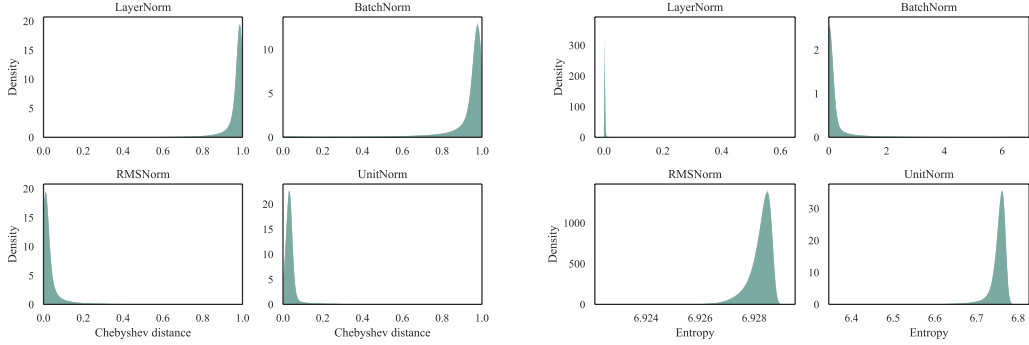 LayerNorm
20
15
10
5
0
Density
0.0 0.2 0.4 0.6 0.8 1.0
BatchNorm
10
5
0
0.0 0.2 0.4 0.6 0.8 1.0
LayerNorm
300
200
100
0
Density
0.0 0.2 0.4 0.6
BatchNorm
2
1
0
0 2 4 6
RMSNorm
20
15
10
5
0
Density
0.0 0.2 0.4 0.6 0.8 1.0
Chebyshev distance
UnitNorm
20
15
10
5
0
0.0 0.2 0.4 0.6 0.8 1.0
Chebyshev distance
RMSNorm
1000
500
0
Density
6.924 6.926 6.928
Entropy
UnitNorm
30
20
10
0
6.4 6.5 6.6 6.7 6.8
Entropy